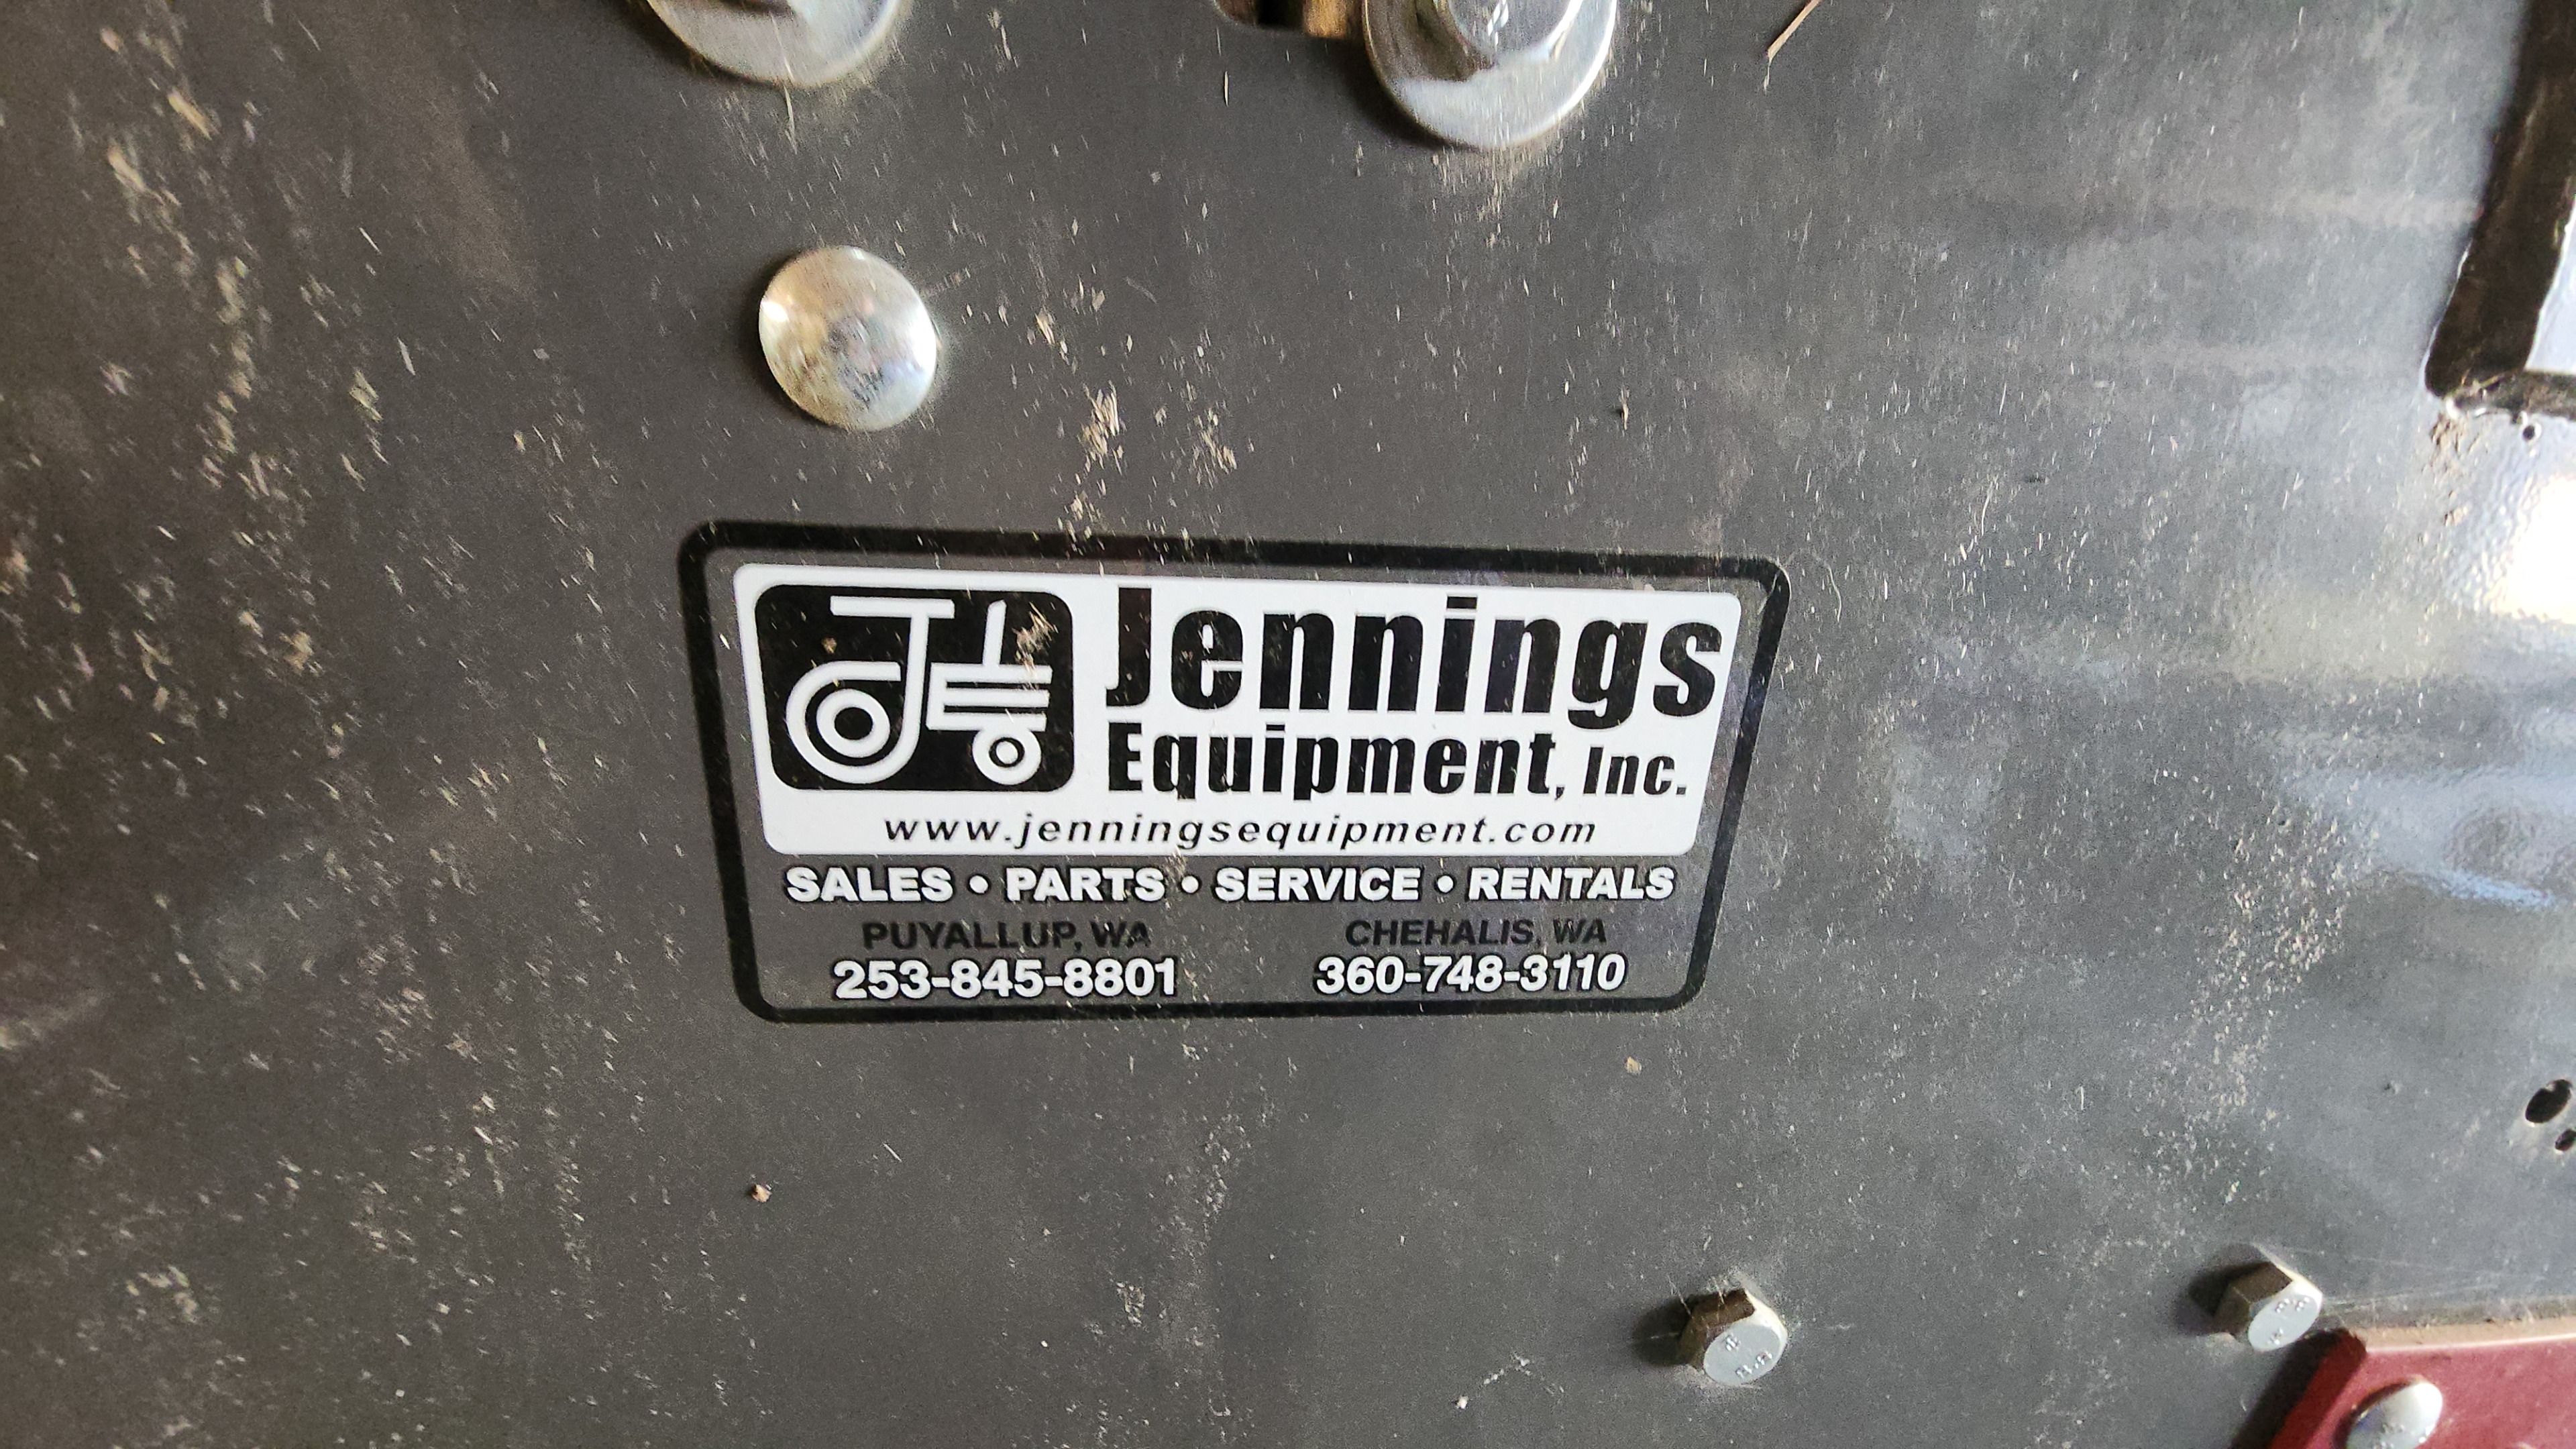 Jennings
Equipment, Inc.
www.jenningsequipment.com
SALES • PARTS • SERVICE • RENTALS
PUYALLUP, WA CHEHALIS, WA
253-845-8801 360-748-3110